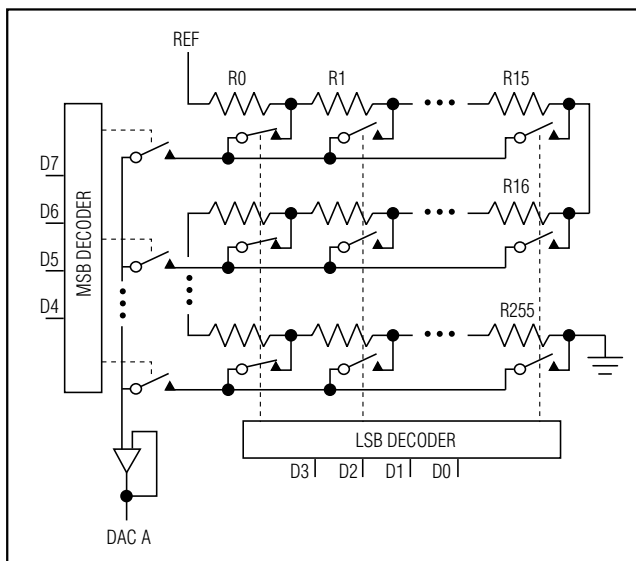 REF
R0
R1
R15
D7
D6
D5
D4
MSB DECODER
R16
R255
LSB DECODER
D3
D2
D1
D0
DAC A